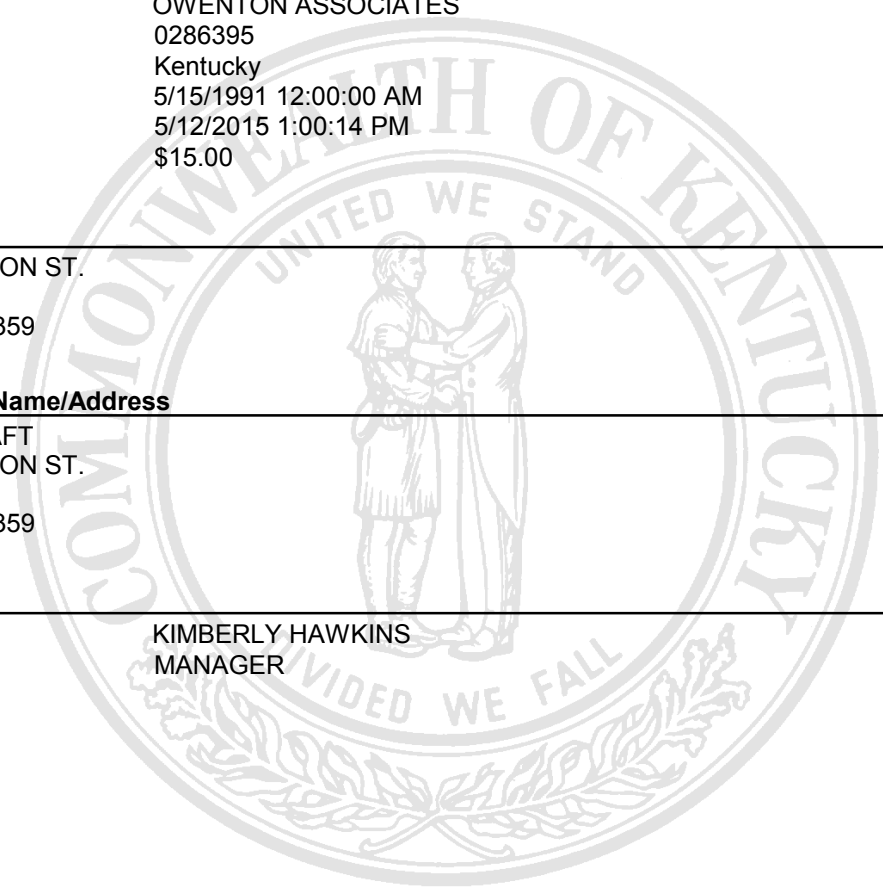 OWENTON ASSOCIATES
0286395
Kentucky
5/15/1991 12:00:00 AM
5/12/2015 1:00:14 PM
$15.00
COMMONWEALTH OF KENTUCKY
UNITED WE STAND
ON ST.
359
Name/Address
AFT
ON ST.
359
KIMBERLY HAWKINS
MANAGER
DIVIDED WE FALL